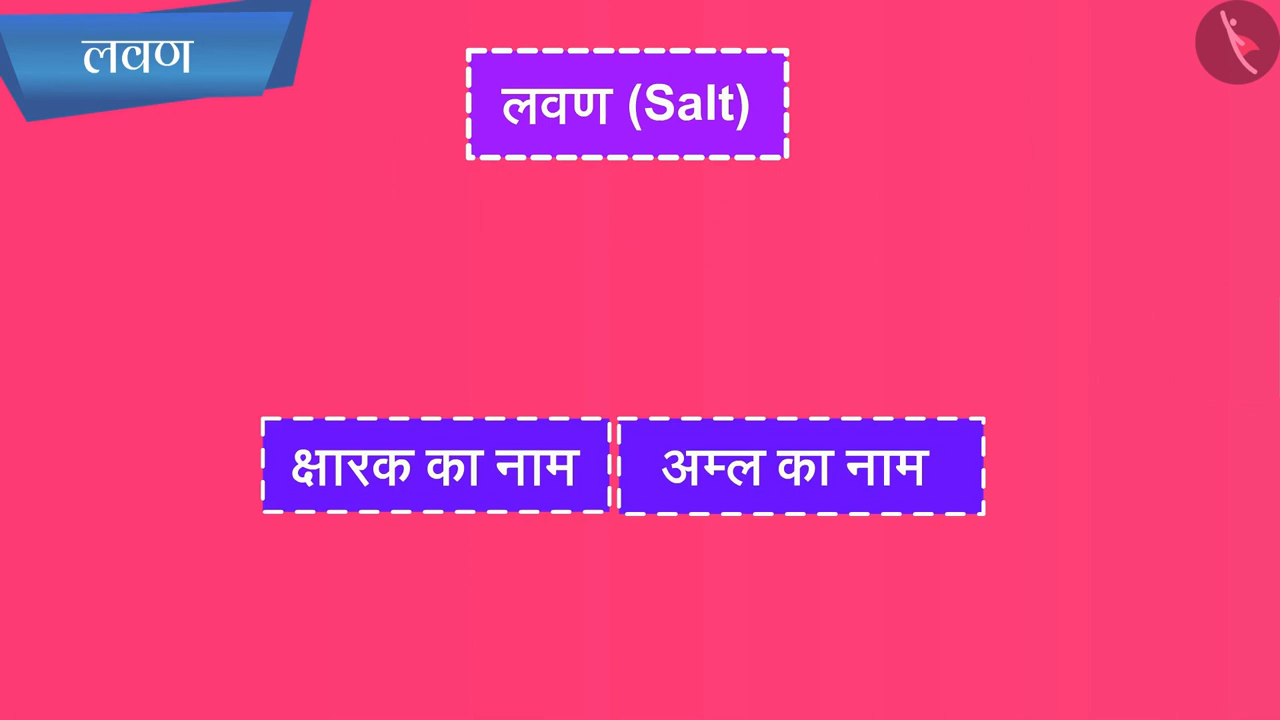 लवण
लवण (Salt)
क्षारक का नाम
अम्ल का नाम